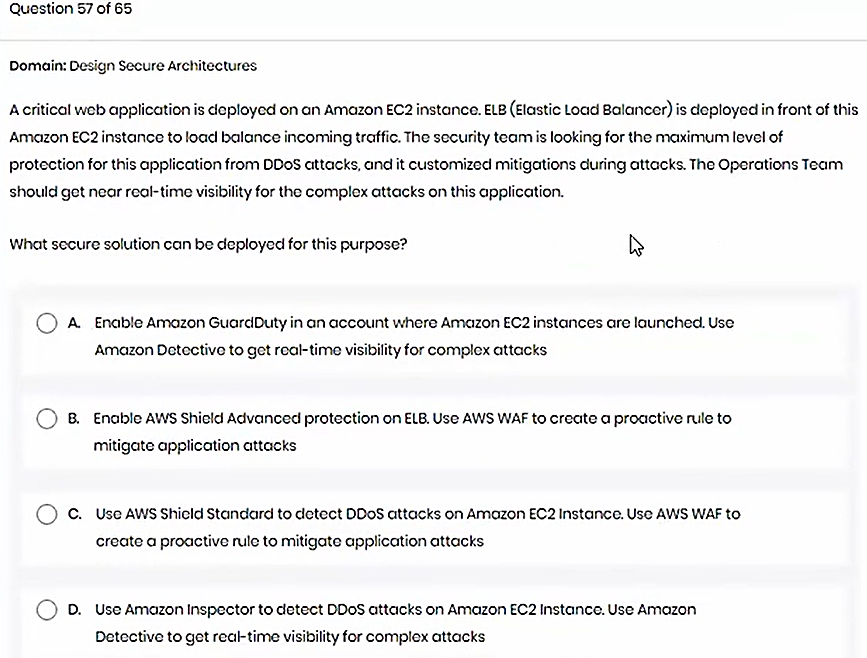 Question 57 of 65
Domain: Design Secure Architectures
A critical web application is deployed on an Amazon EC2 instance. ELB (Elastic Load Balancer) is deployed in front of this
Amazon EC2 instance to load balance incoming traffic. The security team is looking for the maximum level of
protection for this application from DDoS attacks, and it customized mitigations during attacks. The Operations Team
should get near real-time visibility for the complex attacks on this application.
What secure solution can be deployed for this purpose?
A. Enable Amazon GuardDuty in an account where Amazon EC2 instances are launched. Use
Amazon Detective to get real-time visibility for complex attacks
B. Enable AWS Shield Advanced protection on ELB. Use AWS WAF to create a proactive rule to
mitigate application attacks
C. Use AWS Shield Standard to detect DDoS attacks on Amazon EC2 Instance. Use AWS WAF to
create a proactive rule to mitigate application attacks
D. Use Amazon Inspector to detect DDoS attacks on Amazon EC2 Instance. Use Amazon
Detective to get real-time visibility for complex attacks